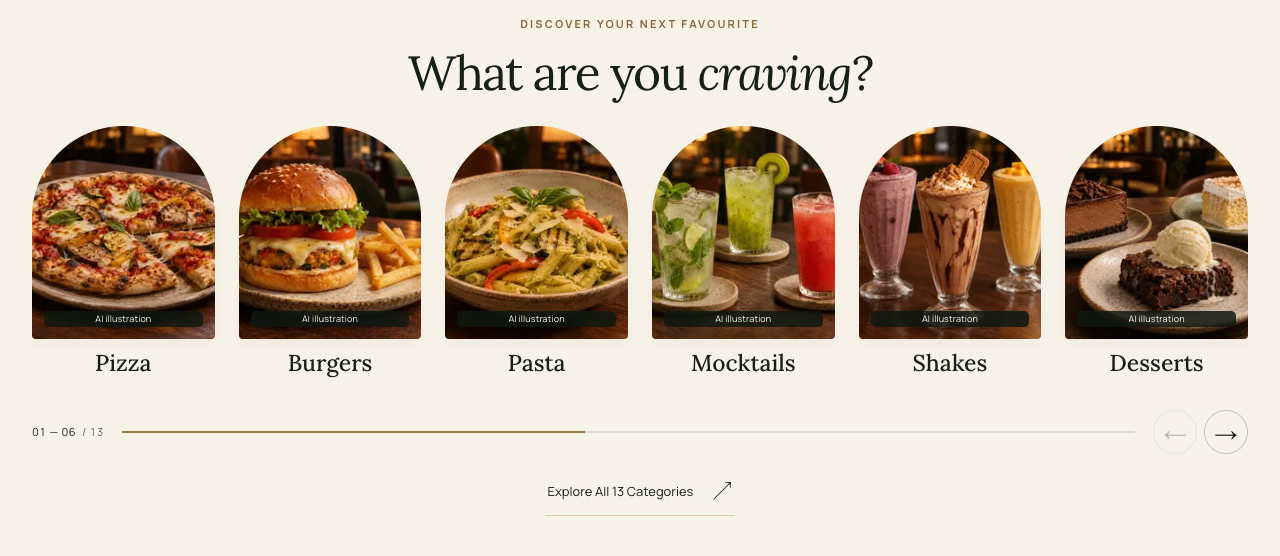 DISCOVER YOUR NEXT FAVOURITE
What are you craving?
AI illustration
AI illustration
AI illustration
AI illustration
AI illustration
AI illustration
Pizza
Burgers
Pasta
Mocktails
Shakes
Desserts
01 — 06 / 13
← →
Explore All 13 Categories ↗